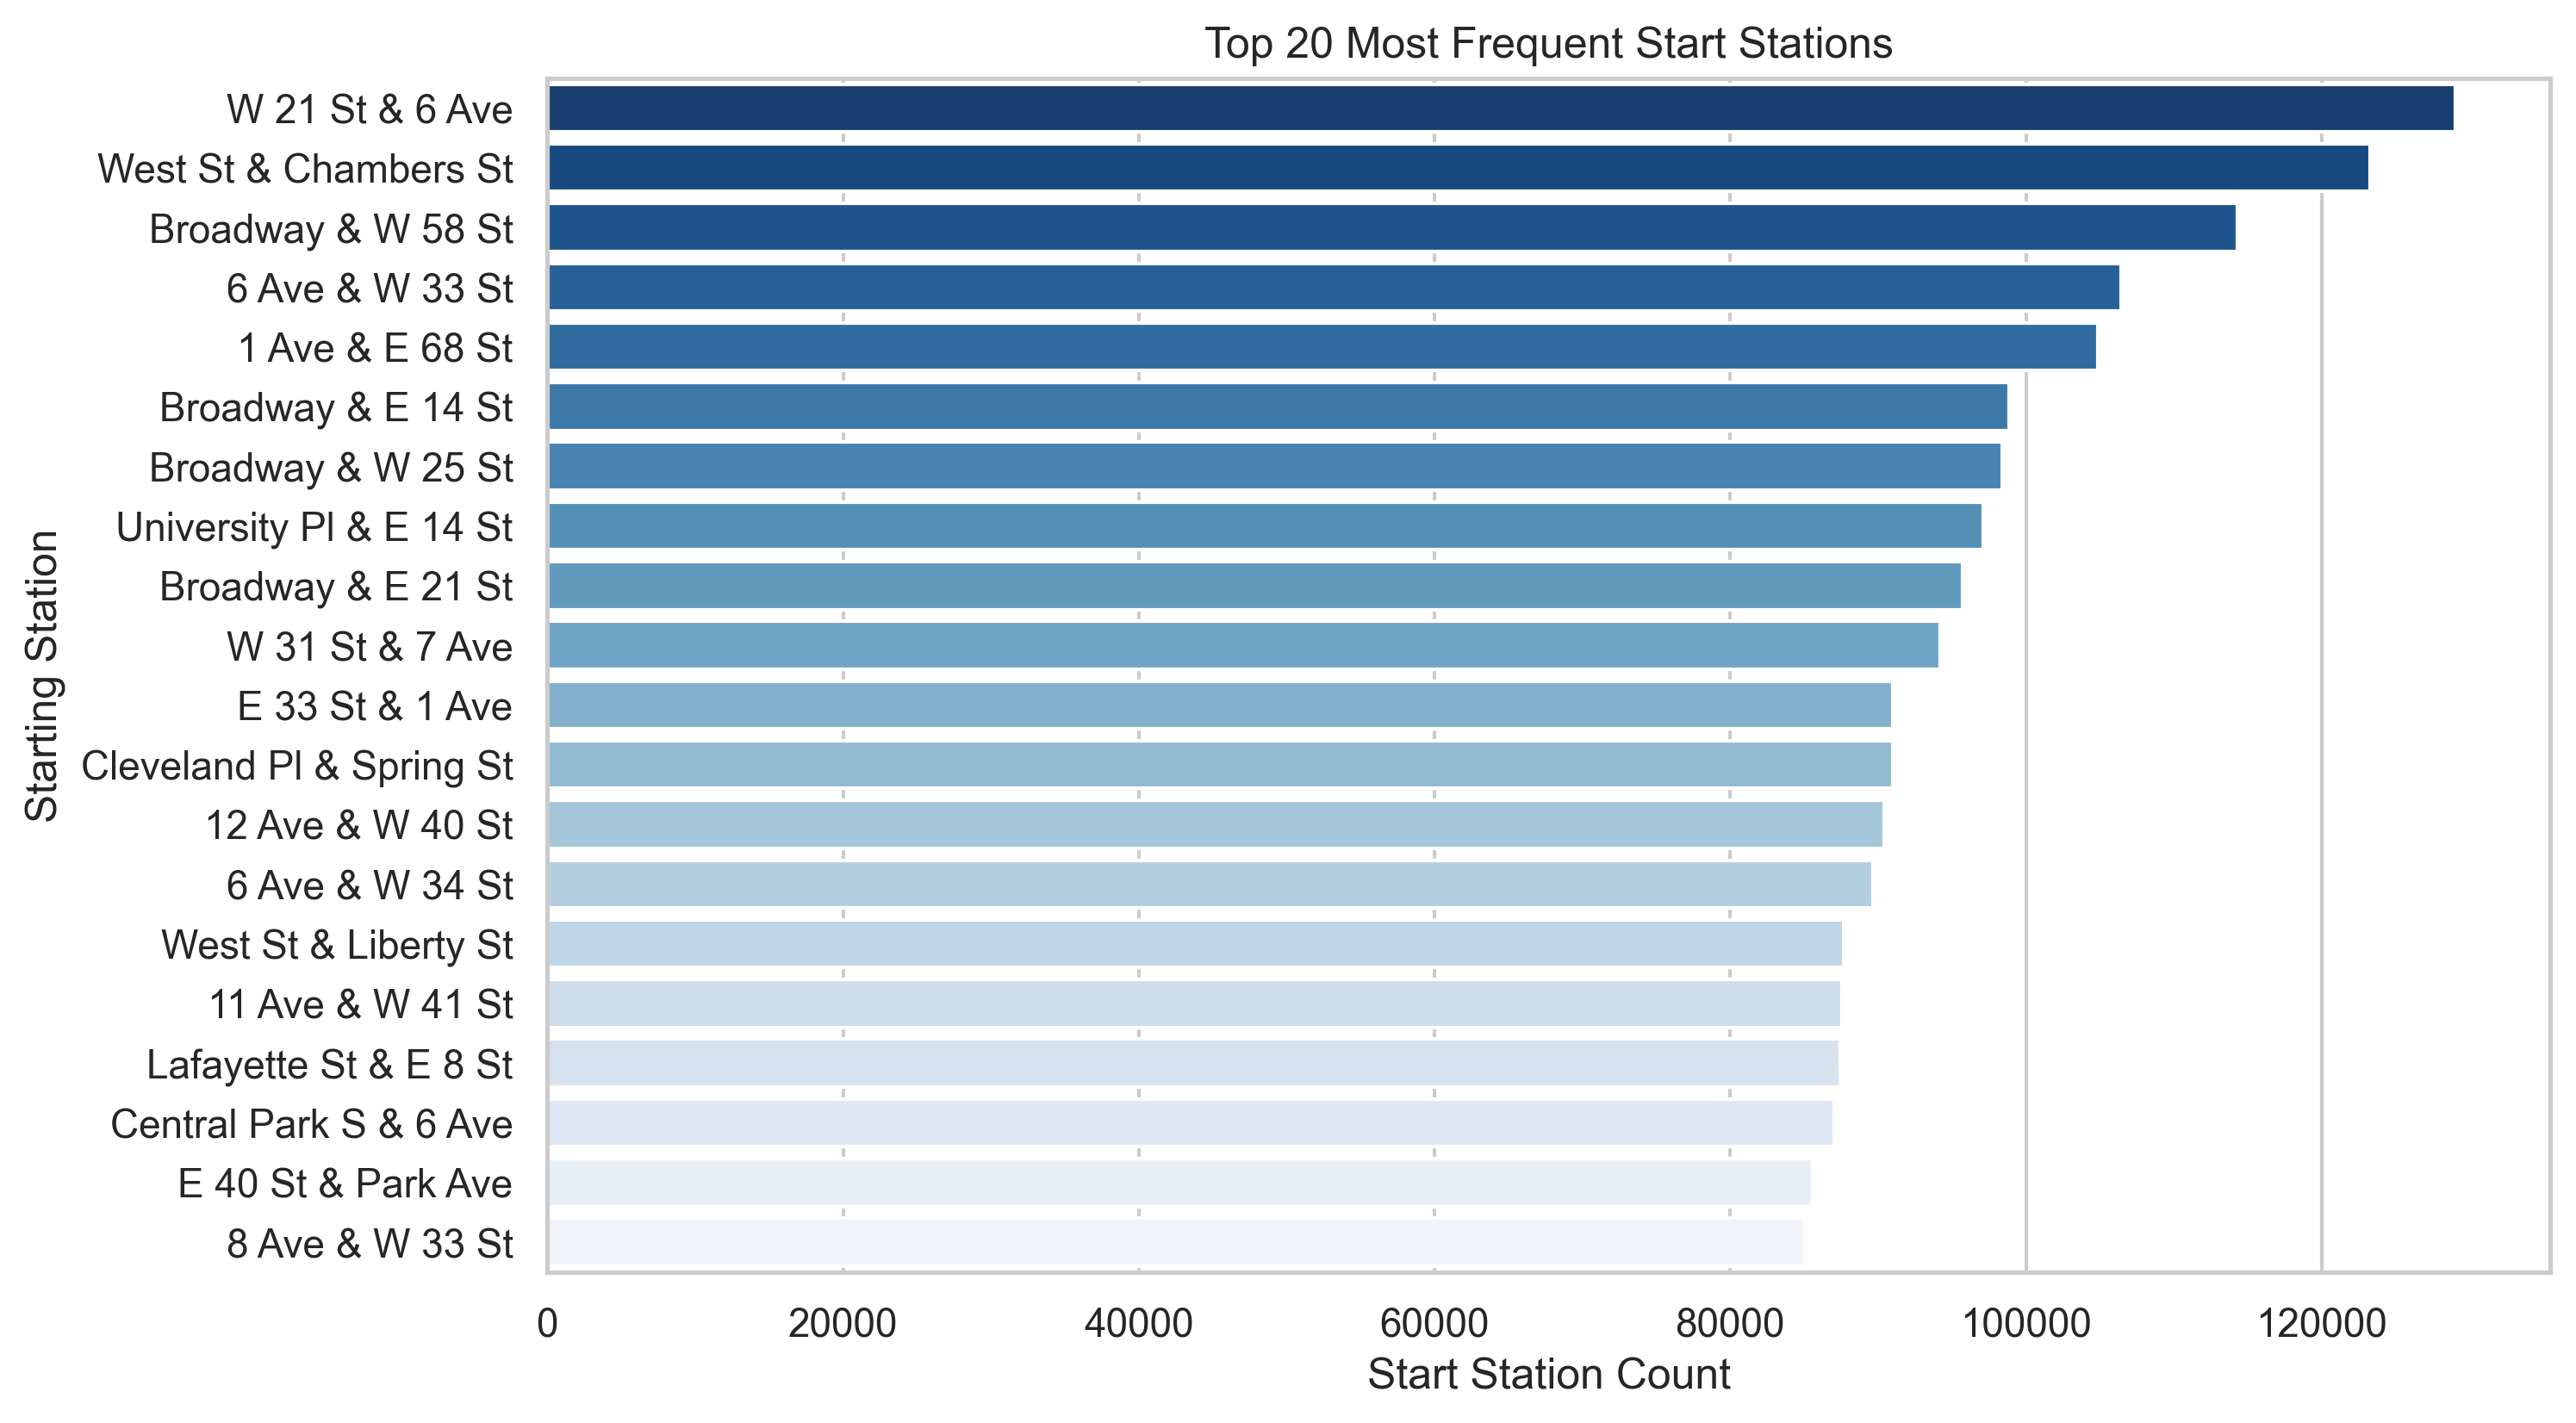 Top 20 Most Frequent Start Stations
W 21 St & 6 Ave
West St & Chambers St
Broadway & W 58 St
6 Ave & W 33 St
1 Ave & E 68 St
Broadway & E 14 St
Broadway & W 25 St
University Pl & E 14 St
Broadway & E 21 St
W 31 St & 7 Ave
E 33 St & 1 Ave
Cleveland Pl & Spring St
12 Ave & W 40 St
6 Ave & W 34 St
West St & Liberty St
11 Ave & W 41 St
Lafayette St & E 8 St
Central Park S & 6 Ave
E 40 St & Park Ave
8 Ave & W 33 St
Starting Station
0 20000 40000 60000 80000 100000 120000
Start Station Count